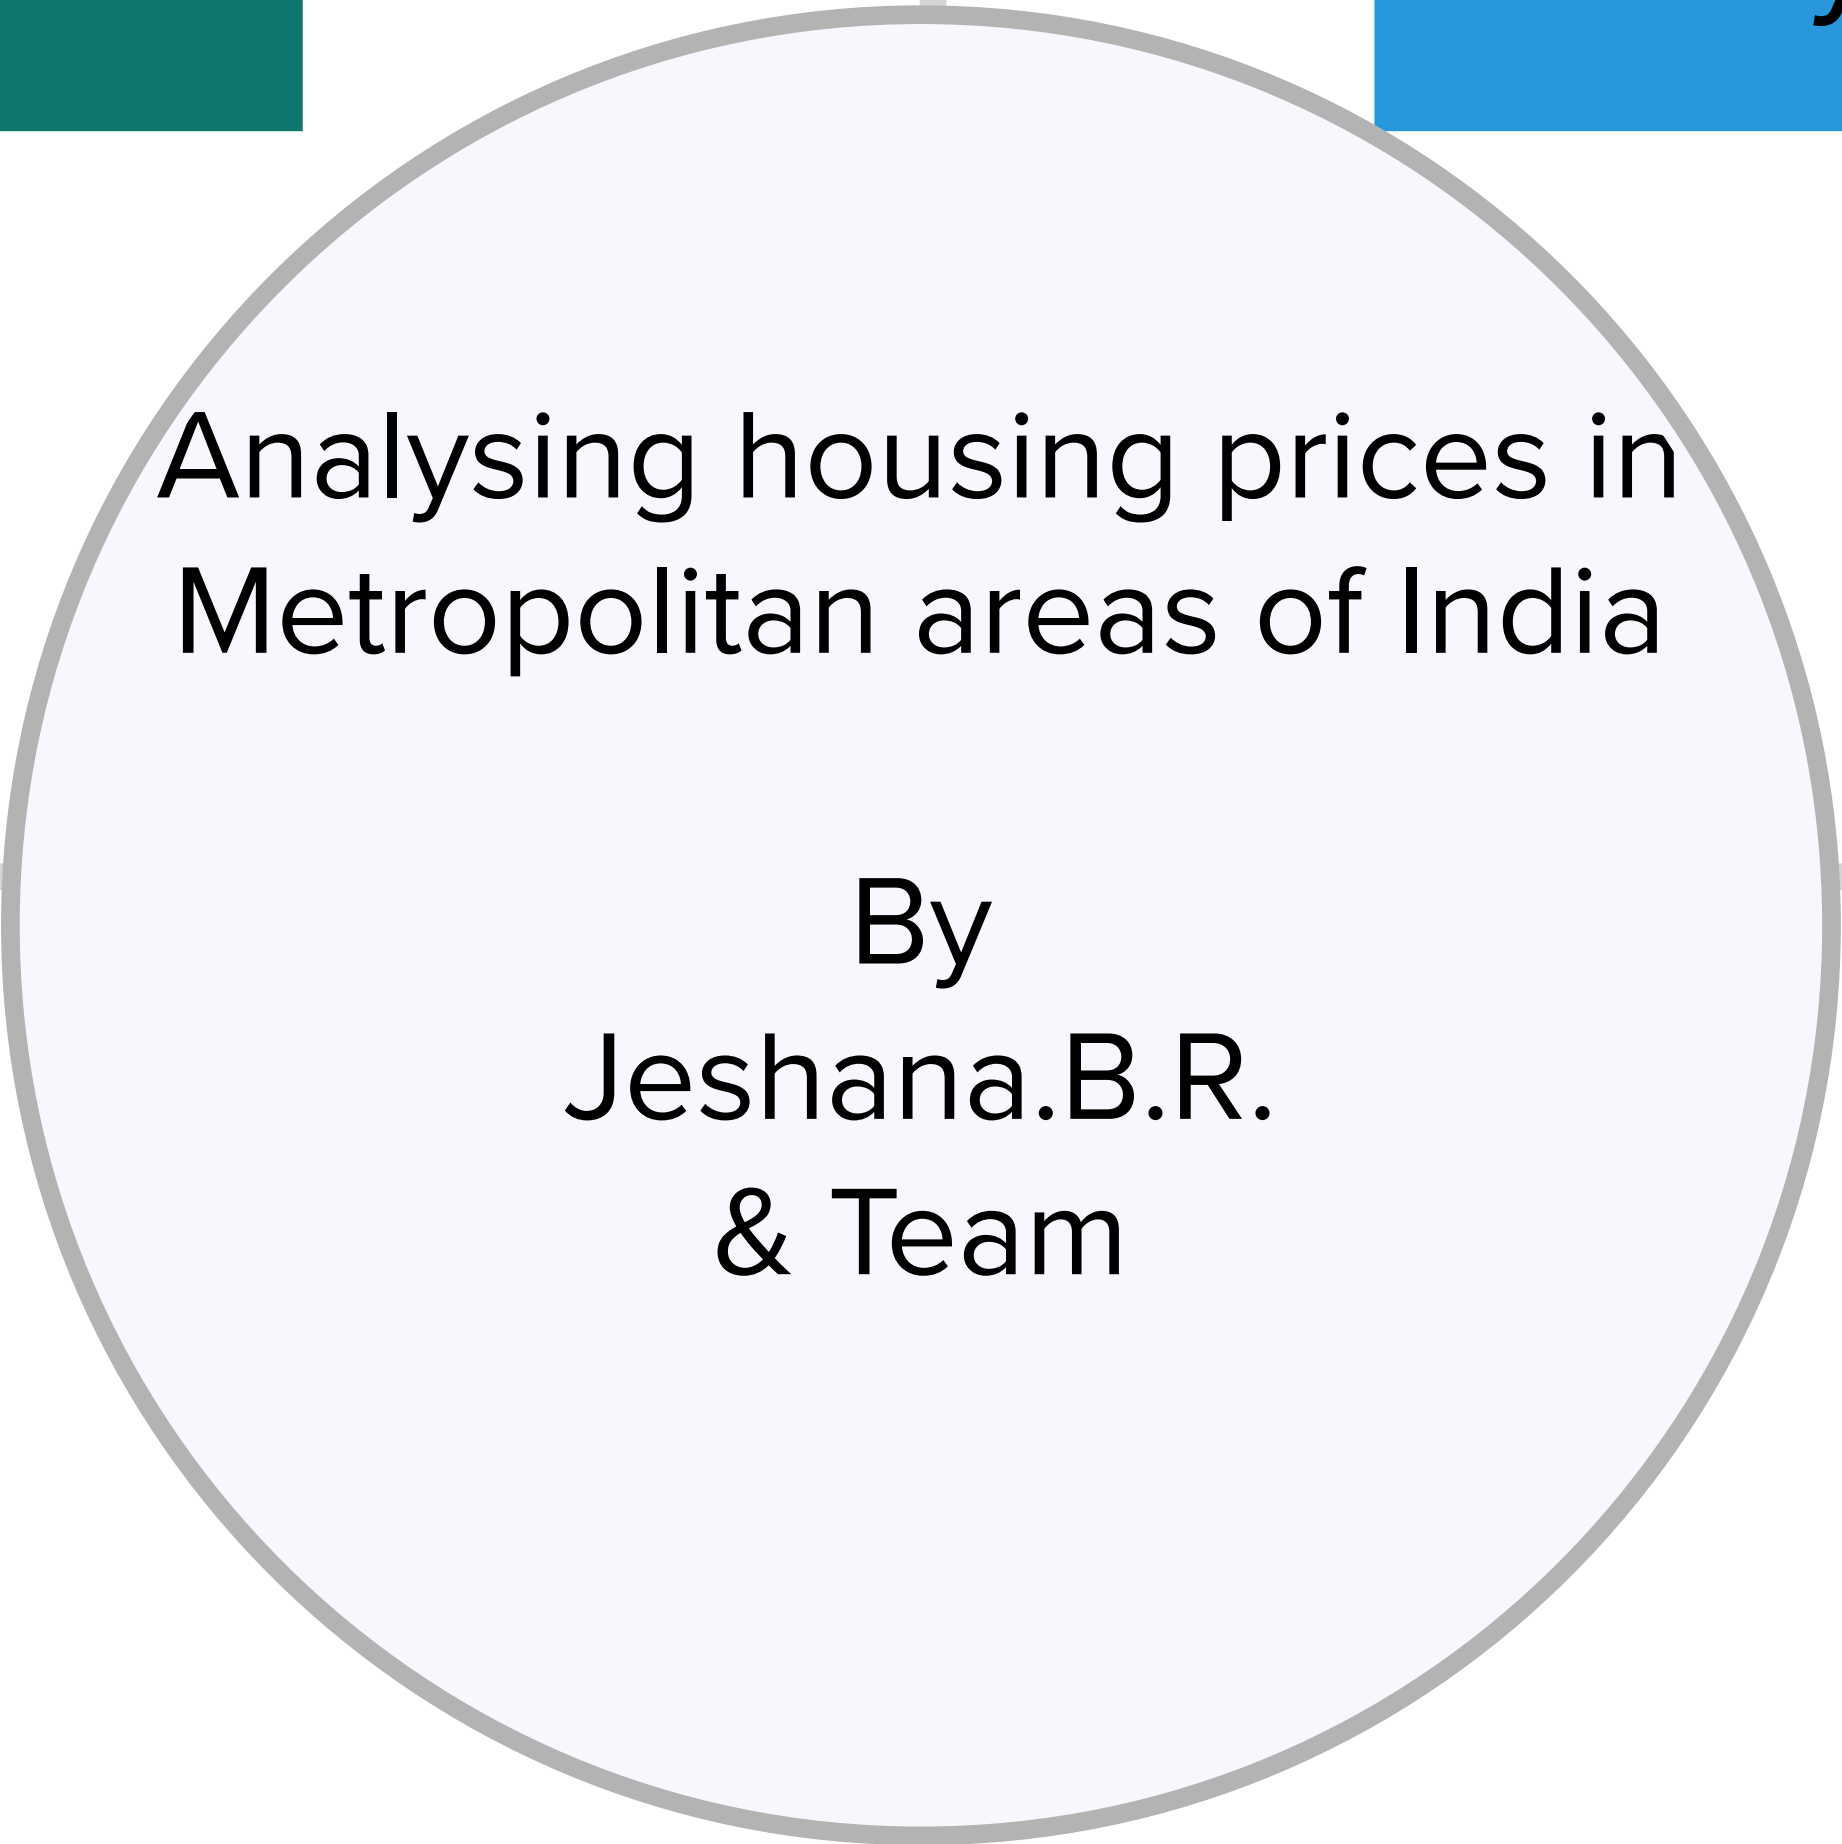 Analysing housing prices in
Metropolitan areas of India
By
Jeshana.B.R.
& Team